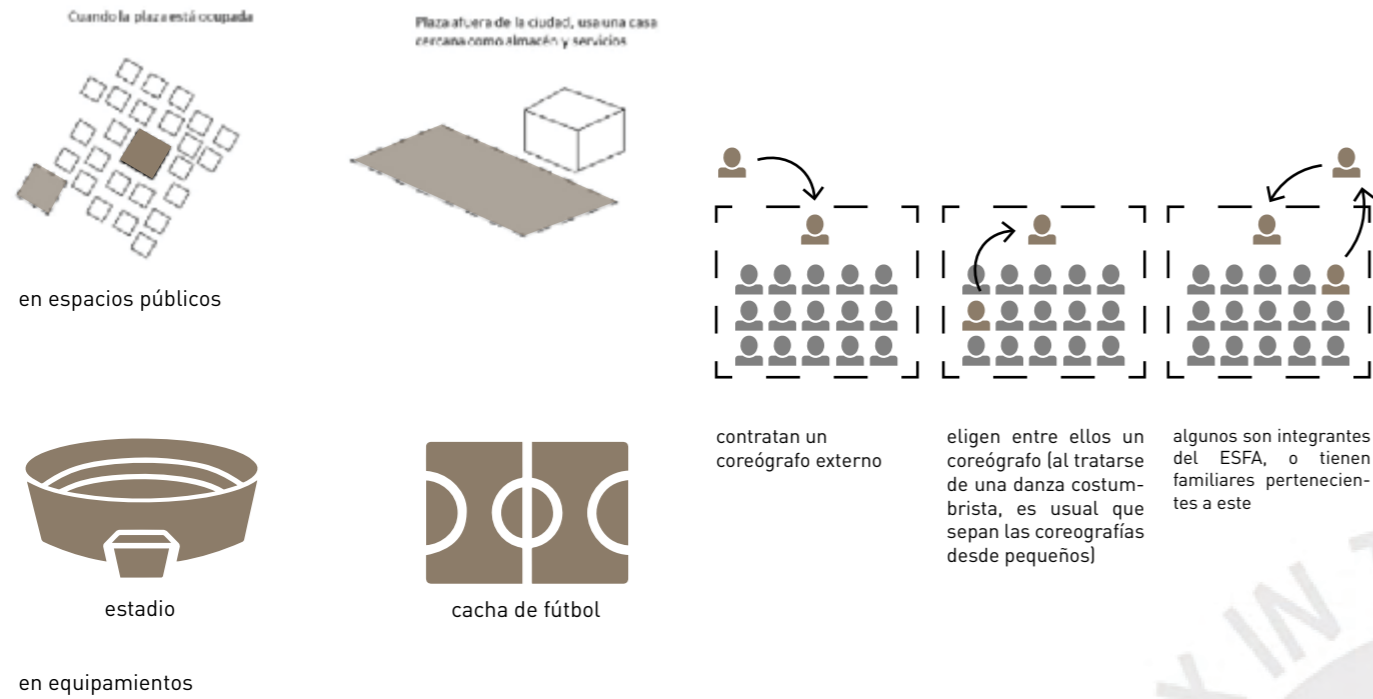 Cuando la plaza está ocupada
Plaza afuera de la ciudad, usa una casa
cercana como almacén y servicios
en espacios públicos
estadio
cacha de fútbol
en equipamientos
contratan un
coreógrafo externo
eligen entre ellos un
coreógrafo (al tratarse
de una danza costum-
brista, es usual que
sepan las coreografías
desde pequeños)
algunos son integrantes
del ESFA, o tienen
familiares pertenecien-
tes a este